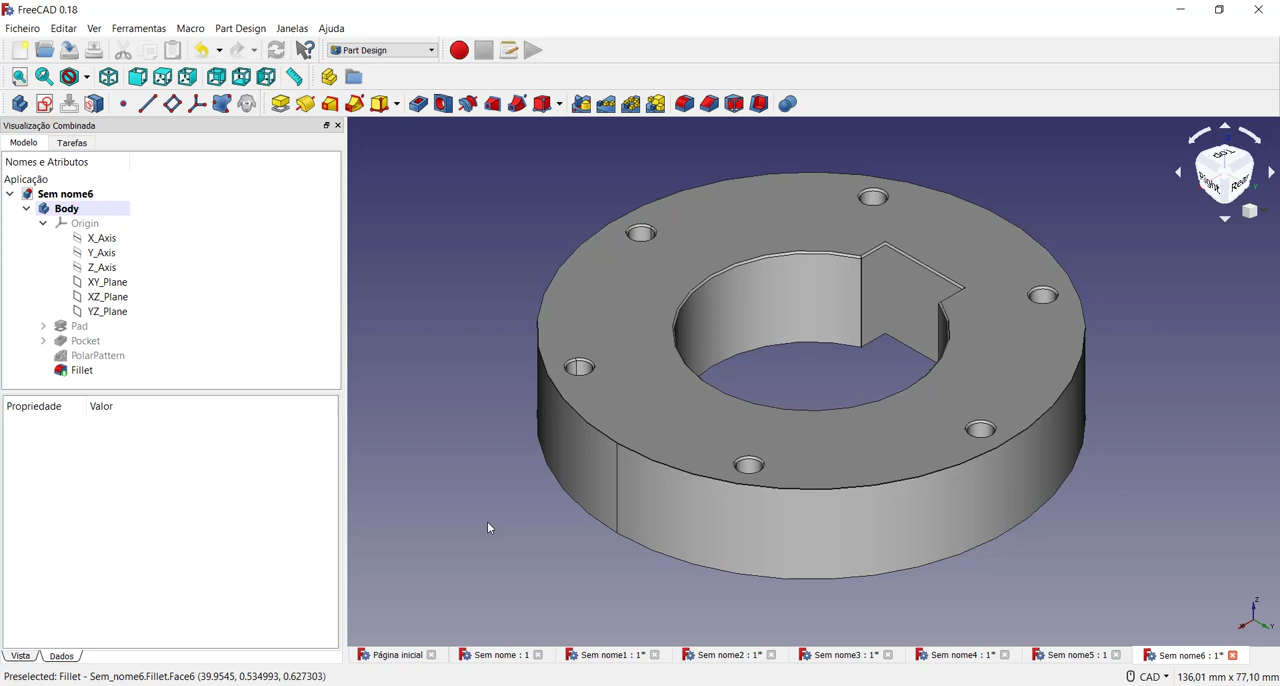 FreeCAD 0.18
Ficheiro Editar Ver Ferramentas Macro Part Design Janelas Ajuda
Part Design
Visualização Combinada
Modelo Tarefas
Nomes e Atributos
Aplicação
Sem nome6
Body
Origin
X_Axis
Y_Axis
Z_Axis
XY_Plane
XZ_Plane
YZ_Plane
Pad
Pocket
PolarPattern
Fillet
Propriedade Valor
Vista Dados
Top
Right Rear
Z
X Y
Página inicial Sem nome : 1 Sem nome1 : 1* Sem nome2 : 1* Sem nome3 : 1* Sem nome4 : 1* Sem nome5 : 1 Sem nome6 : 1*
Preselected: Fillet - Sem_nome6.Fillet.Face6 (39.9545, 0.534993, 0.627303) CAD 136,01 mm x 77,10 mm